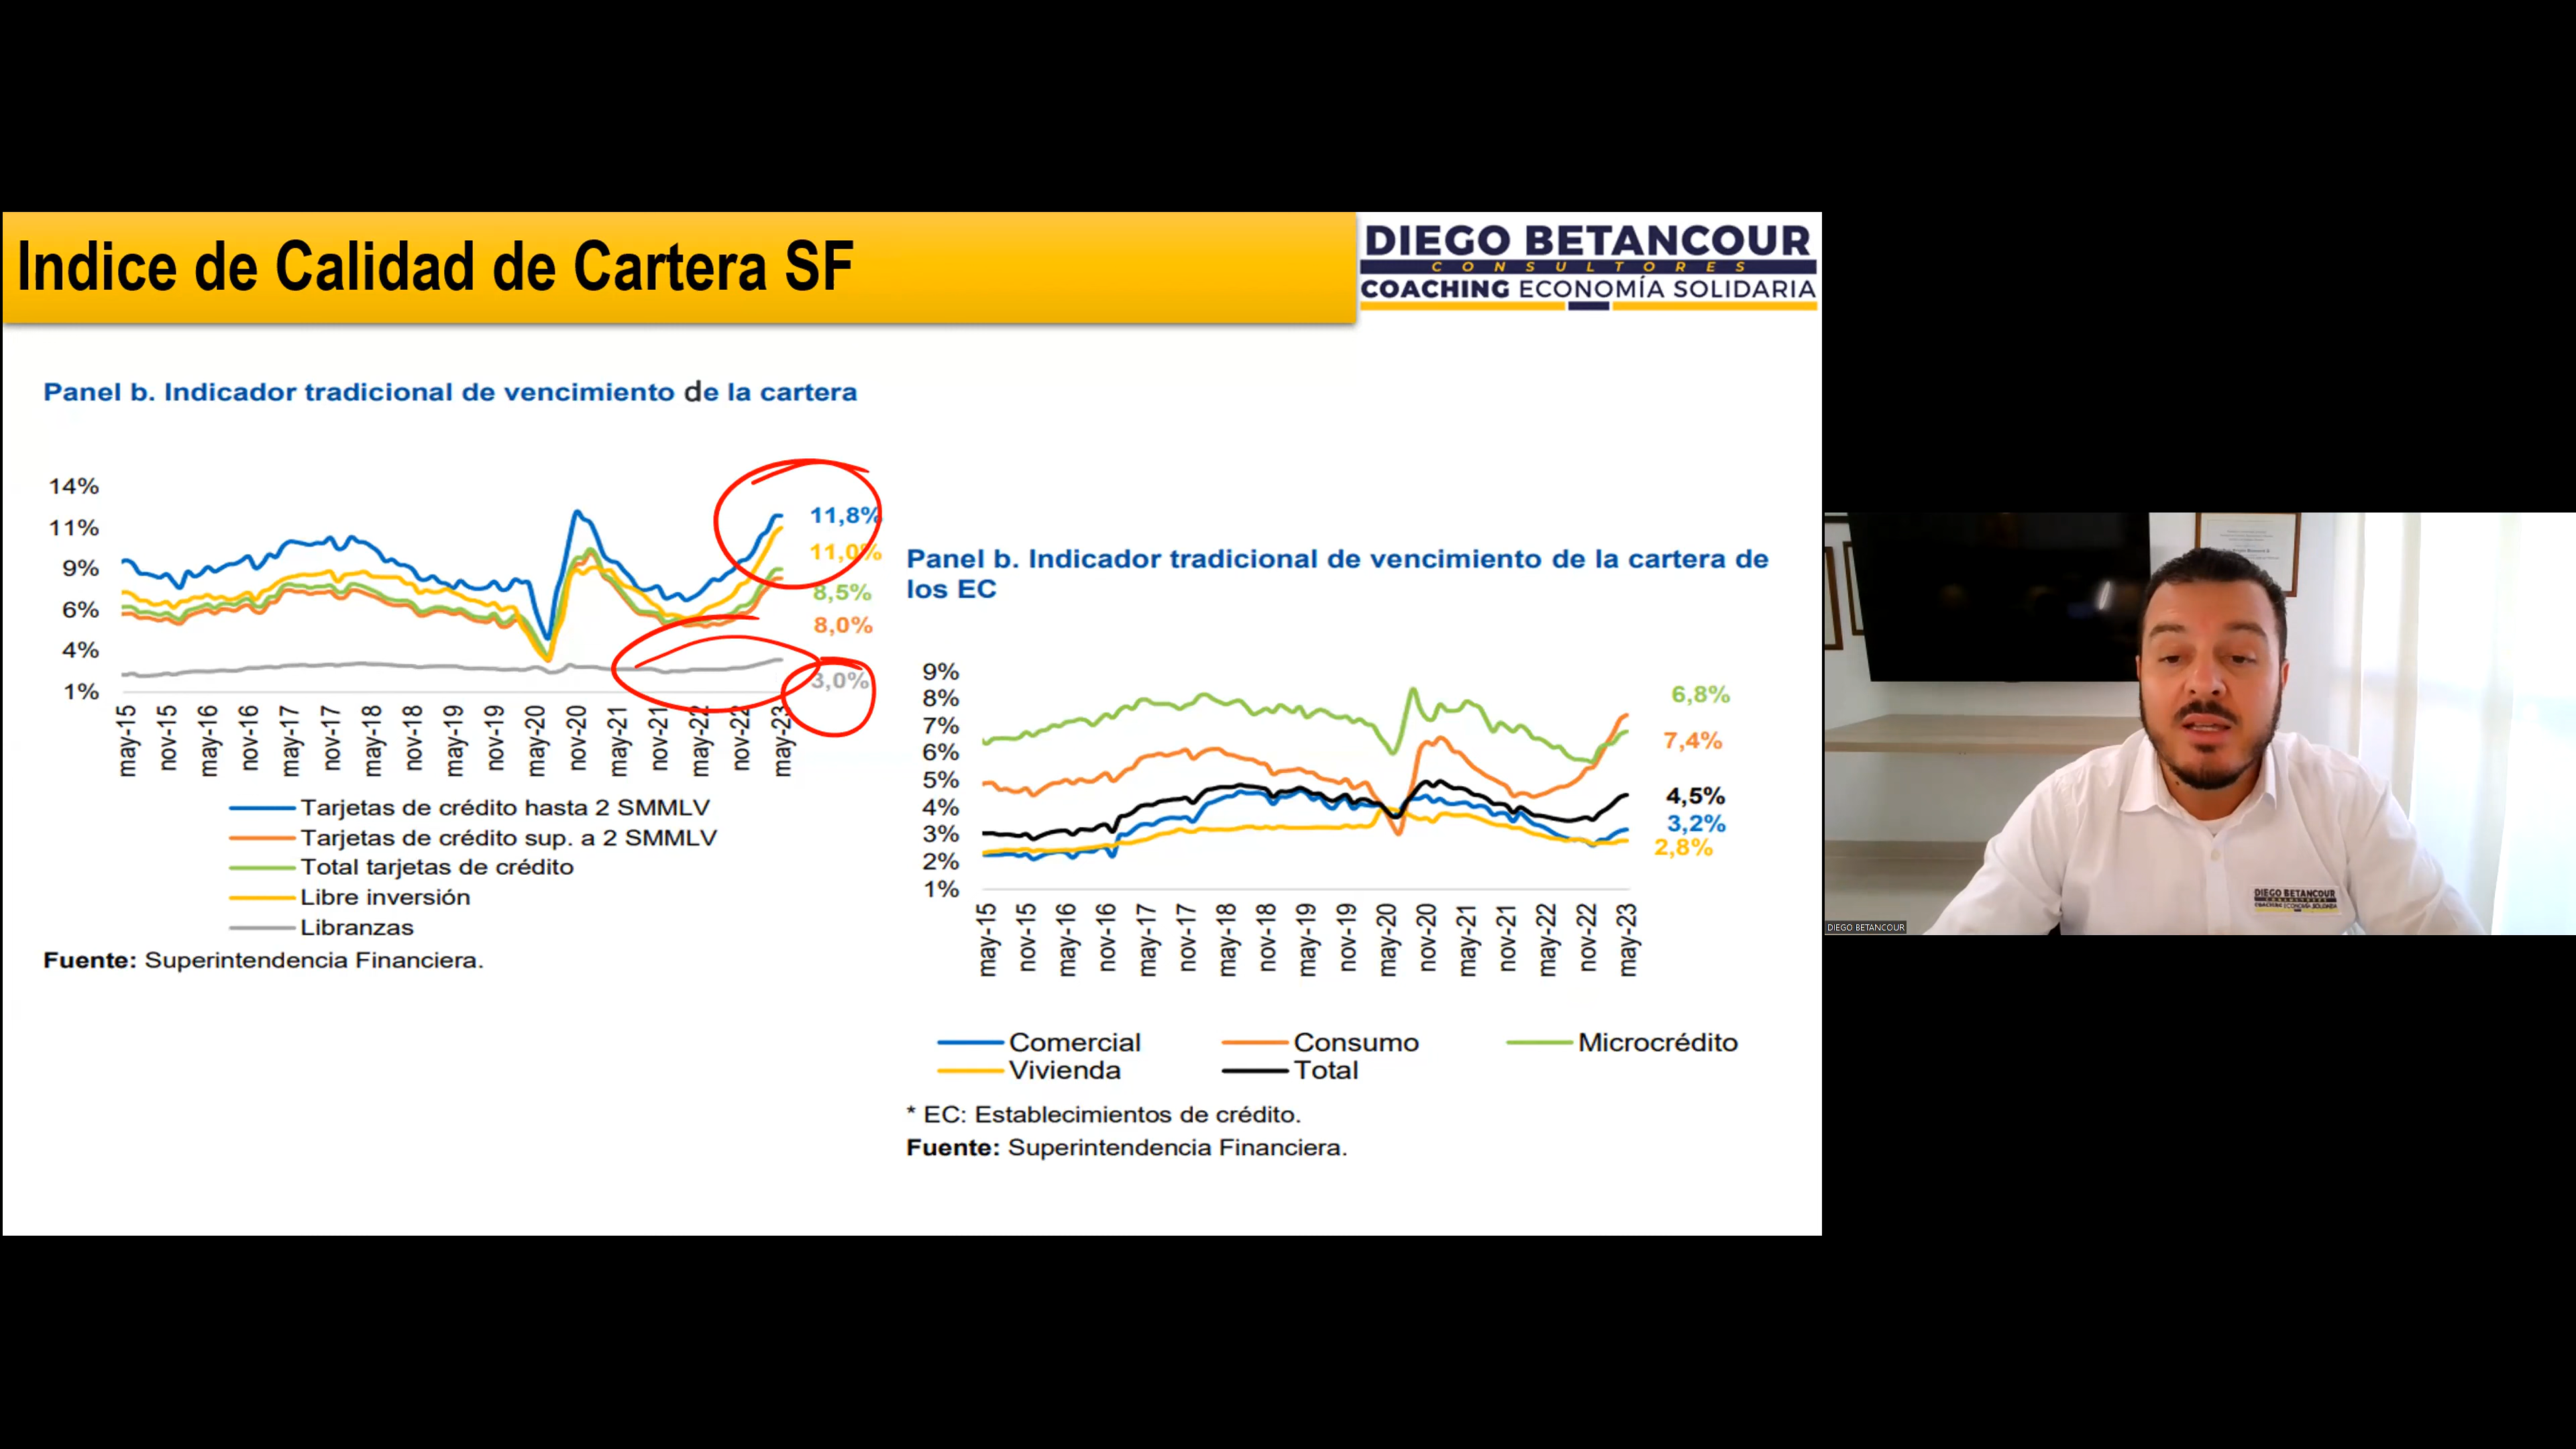 Indice de Calidad de Cartera SF
DIEGO BETANCOUR
CONSULTORES
COACHING ECONOMÍA SOLIDARIA
Panel b. Indicador tradicional de vencimiento de la cartera
14%
11%
9%
6%
4%
1%
11,8%
11,0%
8,5%
8,0%
3,0%
may-15
nov-15
may-16
nov-16
may-17
nov-17
may-18
nov-18
may-19
nov-19
may-20
nov-20
may-21
nov-21
may-22
nov-22
may-23
Tarjetas de crédito hasta 2 SMMLV
Tarjetas de crédito sup. a 2 SMMLV
Total tarjetas de crédito
Libre inversión
Libranzas
Fuente: Superintendencia Financiera.
Panel b. Indicador tradicional de vencimiento de la cartera de
los EC
9%
8%
7%
6%
5%
4%
3%
2%
1%
6,8%
7,4%
4,5%
3,2%
2,8%
may-15
nov-15
may-16
nov-16
may-17
nov-17
may-18
nov-18
may-19
nov-19
may-20
nov-20
may-21
nov-21
may-22
nov-22
may-23
Comercial Consumo Microcrédito
Vivienda Total
* EC: Establecimientos de crédito.
Fuente: Superintendencia Financiera.
DIEGO BETANCOUR
CONSULTORES
COACHING ECONOMÍA SOLIDARIA
DIEGO BETANCOUR